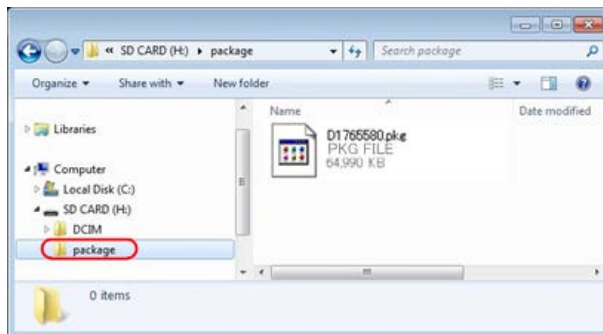 « SD CARD (H:) ▸ package
Search package
Organize ▾ Share with ▾ New folder
Name Date modified
D1765580.pkg
PKG FILE
64,990 KB
Libraries
Computer
Local Disk (C:)
SD CARD (H:)
DCIM
package
0 items